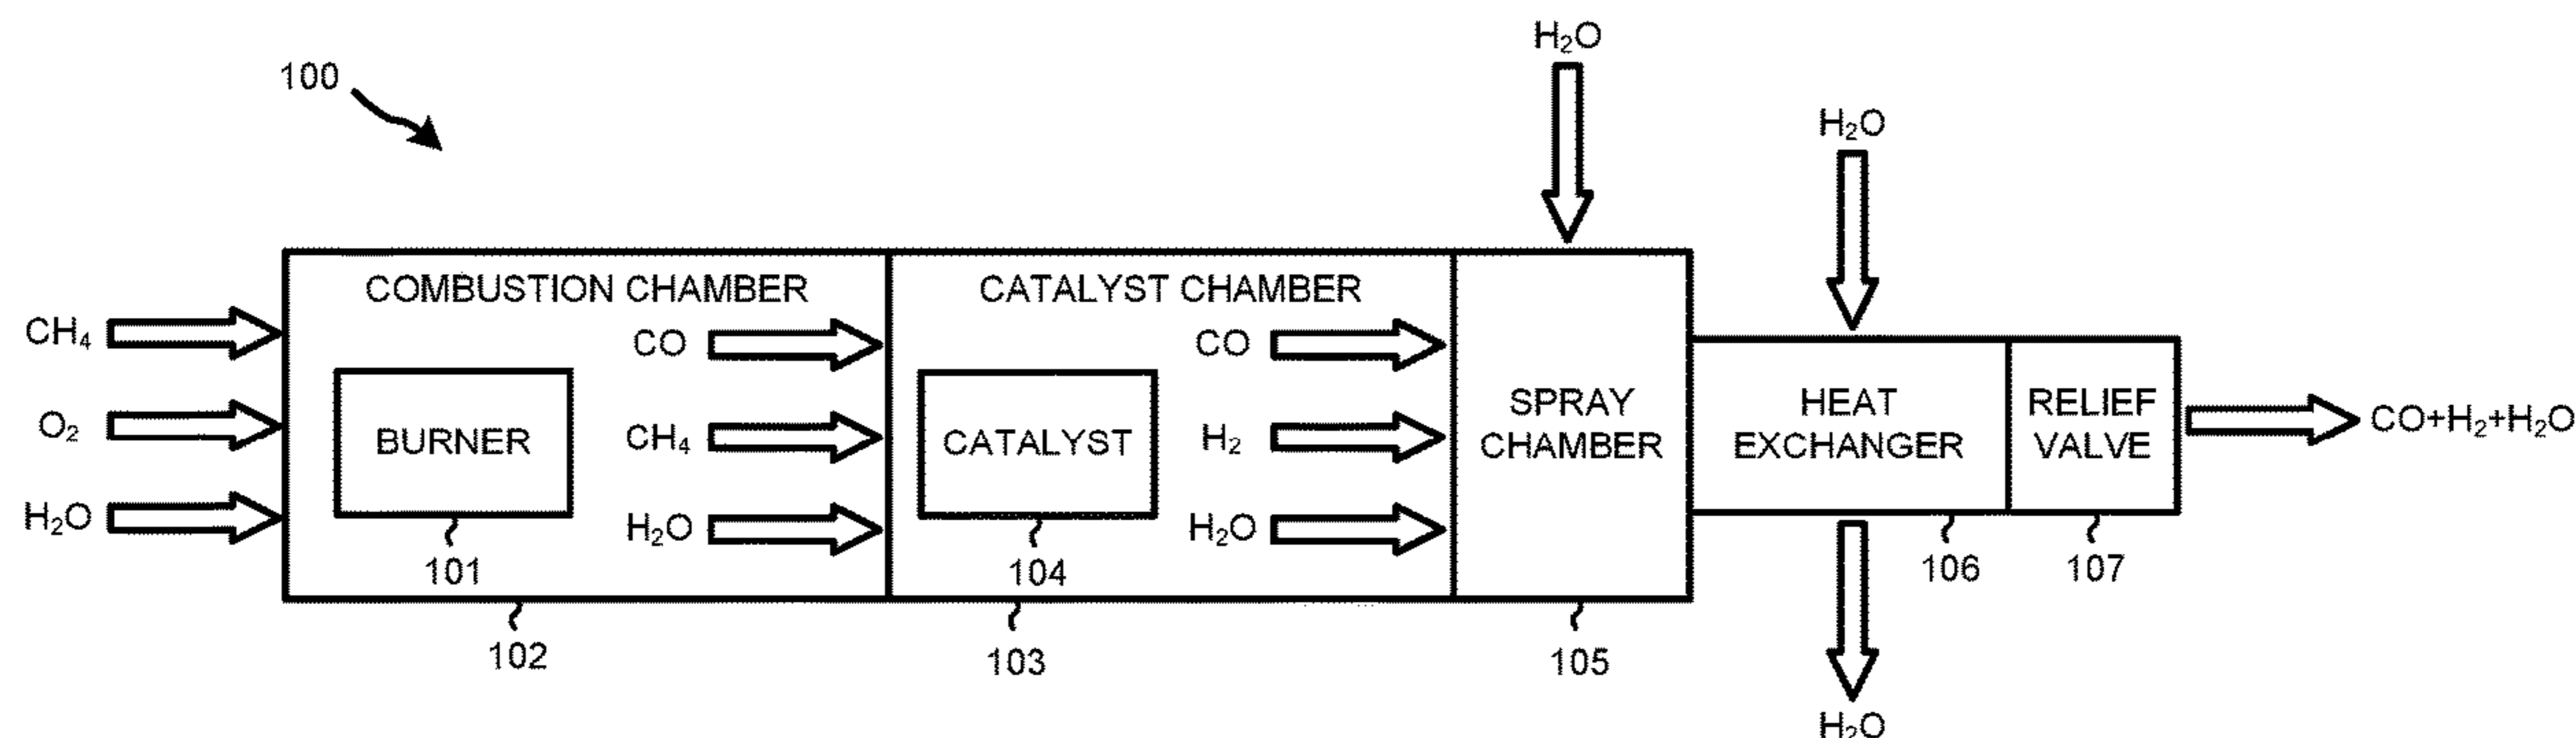 H₂O
100
H₂O
COMBUSTION CHAMBER
CATALYST CHAMBER
CH₄
CO
CO
O₂
BURNER
CH₄
CATALYST
H₂
SPRAY
CHAMBER
HEAT
EXCHANGER
RELIEF
VALVE
CO+H₂+H₂O
H₂O
H₂O
H₂O
101
104
106
107
102
103
105
H₂O